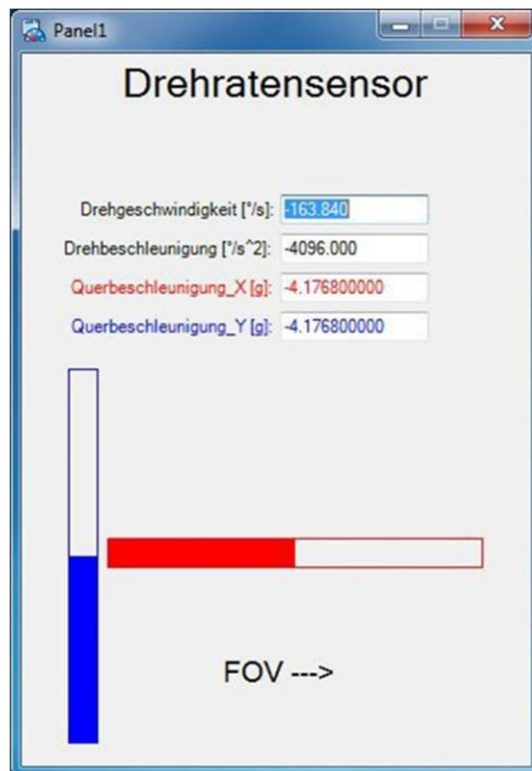 Panel1
Drehratensensor
Drehgeschwindigkeit [°/s]: -163.840
Drehbeschleunigung [°/s^2]: -4096.000
Querbeschleunigung_X [g]: -4.176800000
Querbeschleunigung_Y [g]: -4.176800000
FOV --->